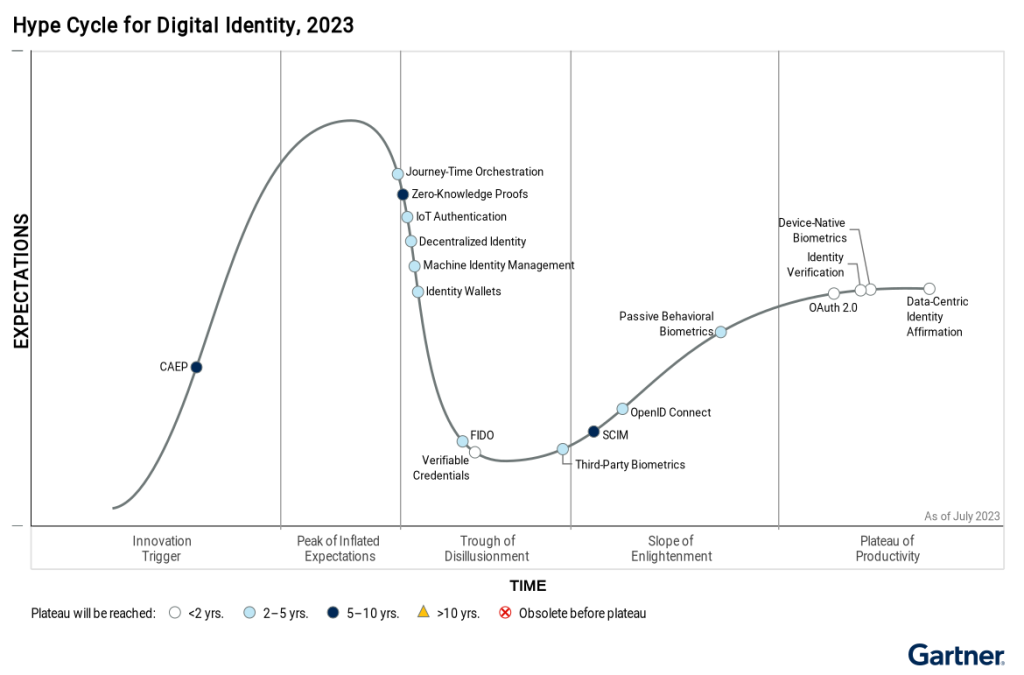 Hype Cycle for Digital Identity, 2023
EXPECTATIONS
Journey-Time Orchestration
Zero-Knowledge Proofs
IoT Authentication
Decentralized Identity
Machine Identity Management
Identity Wallets
CAEP
FIDO
Verifiable
Credentials
Third-Party Biometrics
SCIM
OpenID Connect
Passive Behavioral
Biometrics
Device-Native
Biometrics
Identity
Verification
OAuth 2.0
Data-Centric
Identity
Affirmation
As of July 2023
Innovation
Trigger
Peak of Inflated
Expectations
Trough of
Disillusionment
Slope of
Enlightenment
Plateau of
Productivity
TIME
Plateau will be reached: <2 yrs. 2–5 yrs. 5–10 yrs. >10 yrs. Obsolete before plateau
Gartner